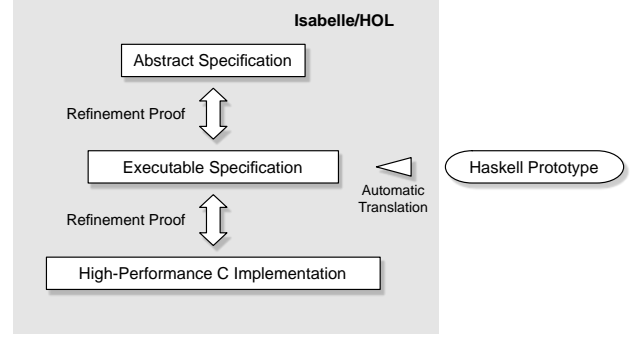 Isabelle/HOL
Abstract Specification
Refinement Proof
Executable Specification
Haskell Prototype
Automatic
Translation
Refinement Proof
High-Performance C Implementation